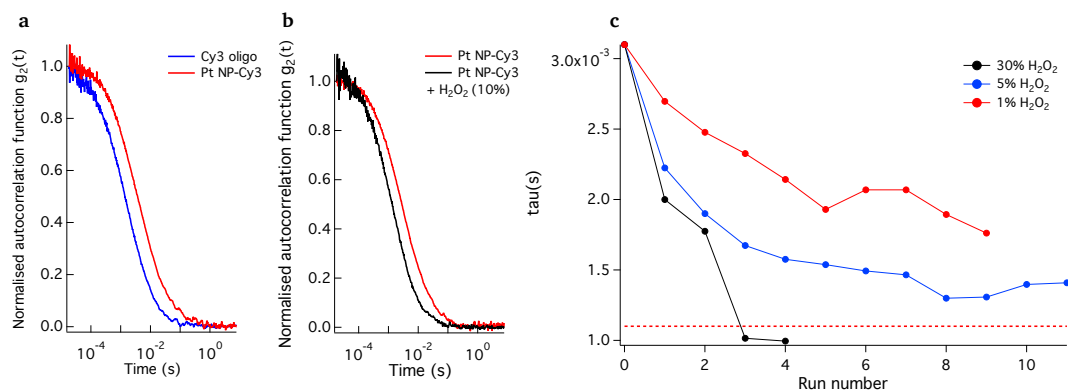 a
Normalised autocorrelation function g₂(t)
1.0
0.8
0.6
0.4
0.2
0.0
10⁻⁴
10⁻²
10⁰
Time (s)
Cy3 oligo
Pt NP-Cy3
b
Normalised autocorrelation function g₂(t)
1.0
0.8
0.6
0.4
0.2
0.0
10⁻⁴
10⁻²
10⁰
Time (s)
Pt NP-Cy3
Pt NP-Cy3
+ H₂O₂ (10%)
c
tau(s)
3.0x10⁻³
2.5
2.0
1.5
1.0
0
2
4
6
8
10
Run number
30% H₂O₂
5% H₂O₂
1% H₂O₂